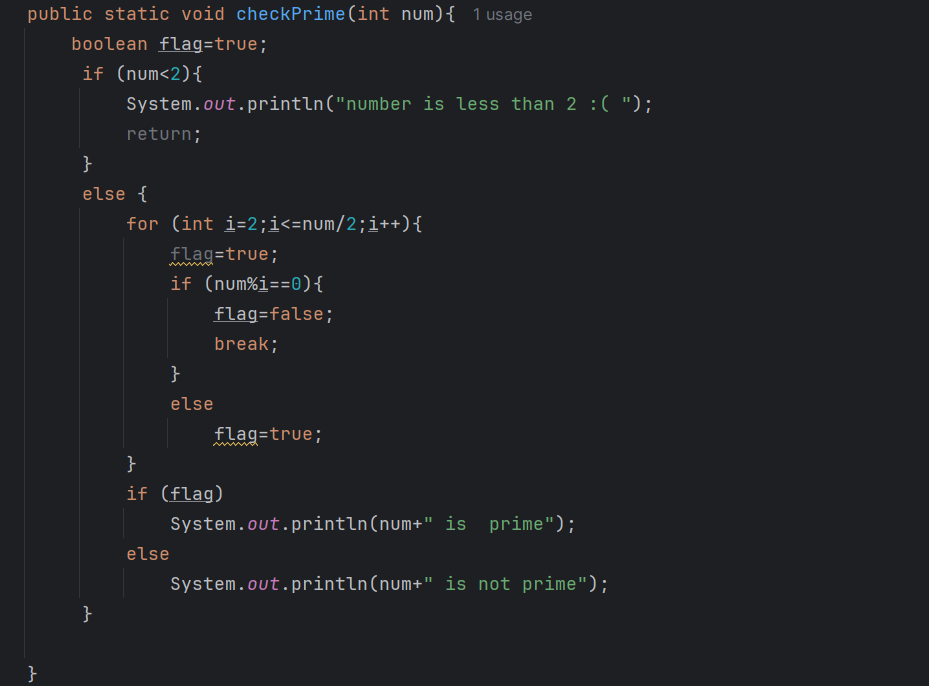 public static void checkPrime(int num){ 1 usage
boolean flag=true;
if (num<2){
System.out.println("number is less than 2 :( ");
return;
}
else {
for (int i=2;i<=num/2;i++){
flag=true;
if (num%i==0){
flag=false;
break;
}
else
flag=true;
}
if (flag)
System.out.println(num+" is  prime");
else
System.out.println(num+" is not prime");
}
}